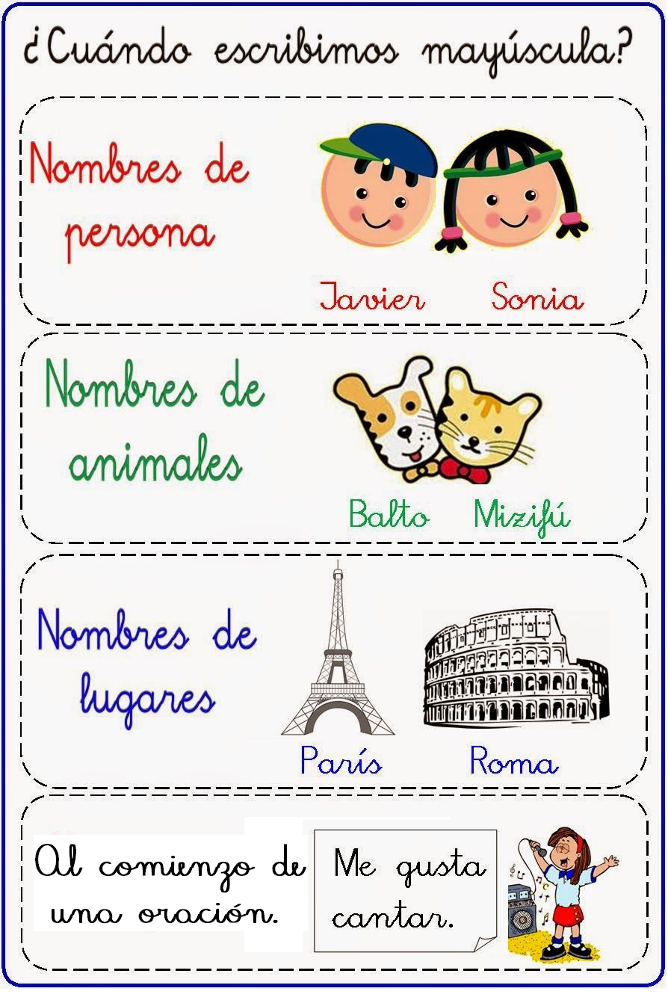 ¿Cuándo escribimos mayúscula?
Nombres de
persona
Javier Sonia
Nombres de
animales
Balto Mizifú
Nombres de
lugares
París Roma
Al comienzo de
una oración.
Me gusta
cantar.